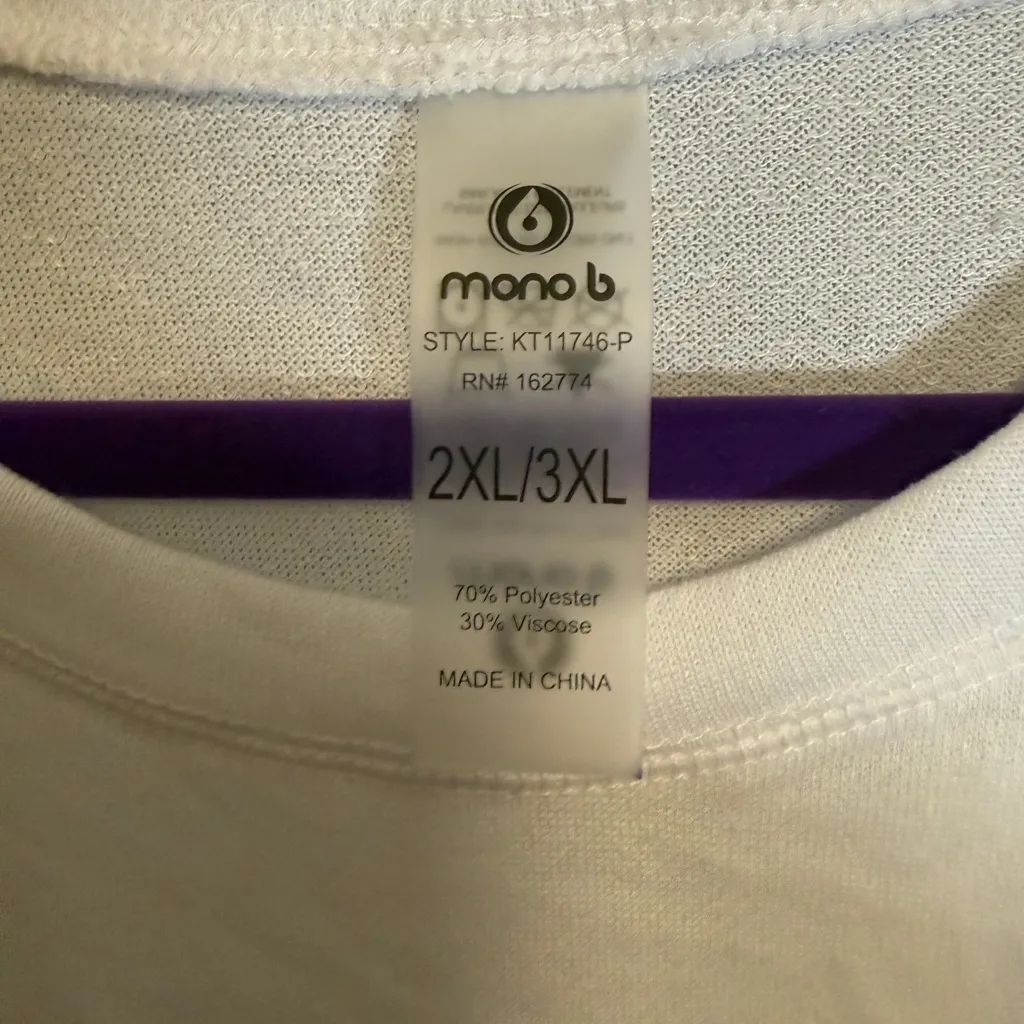 mono b
STYLE: KT11746-P
RN# 162774
2XL/3XL
70% Polyester
30% Viscose
MADE IN CHINA